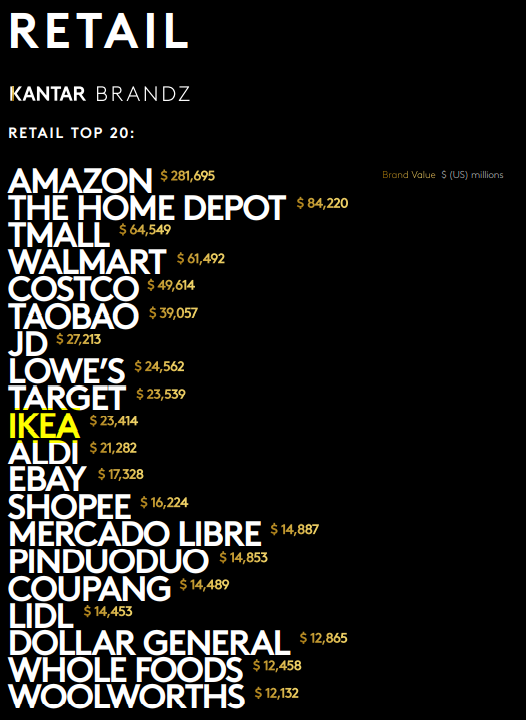 RETAIL
KANTAR BRANDZ
RETAIL TOP 20:
Brand Value $ (US) millions
AMAZON $ 281,695
THE HOME DEPOT $ 84,220
TMALL $ 64,549
WALMART $ 61,492
COSTCO $ 49,614
TAOBAO $ 39,057
JD $ 27,213
LOWE'S $ 24,562
TARGET $ 23,539
IKEA $ 23,414
ALDI $ 21,282
EBAY $ 17,328
SHOPEE $ 16,224
MERCADO LIBRE $ 14,887
PINDUODUO $ 14,853
COUPANG $ 14,489
LIDL $ 14,453
DOLLAR GENERAL $ 12,865
WHOLE FOODS $ 12,458
WOOLWORTHS $ 12,132